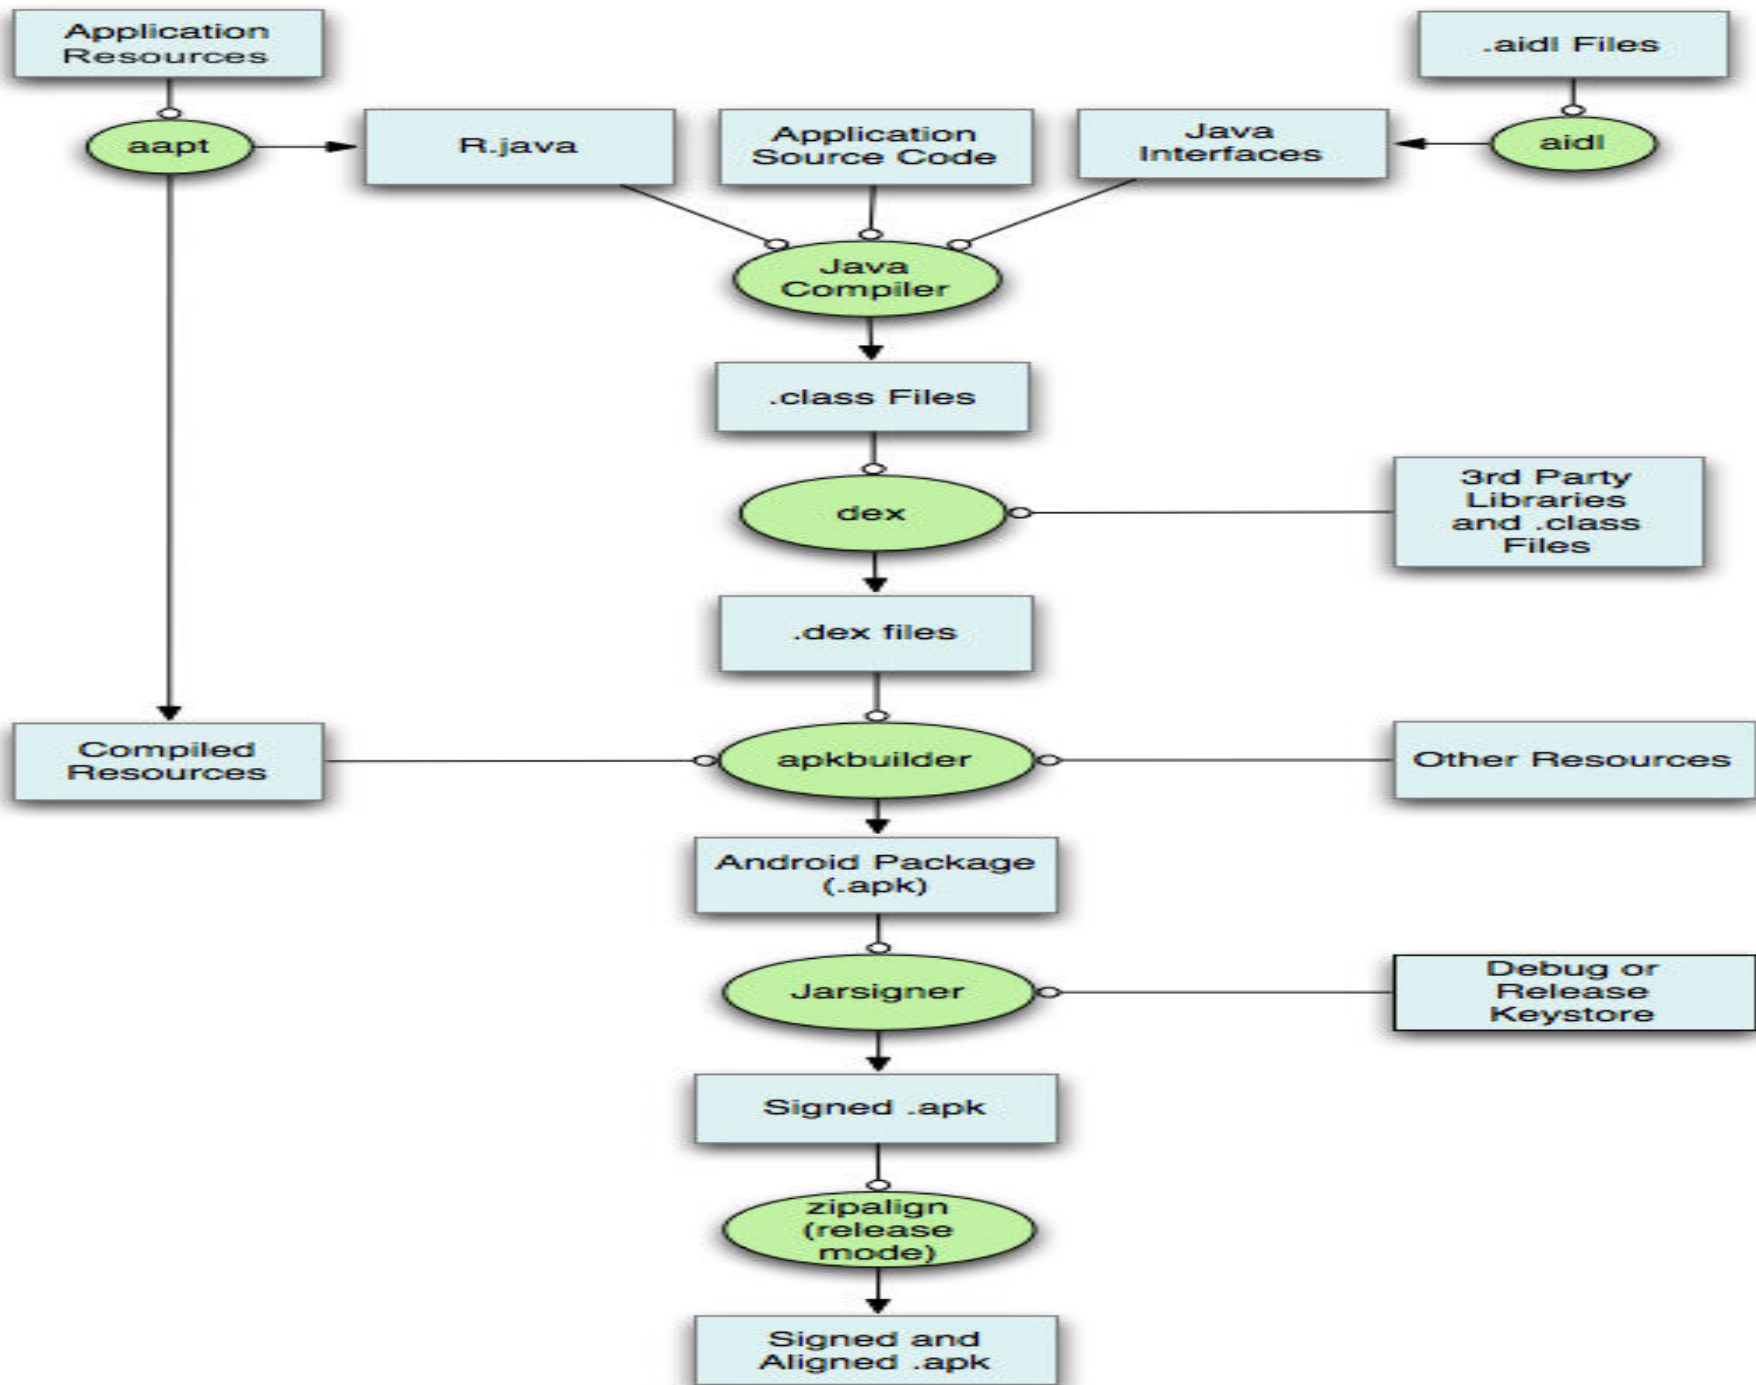 Application
Resources
.aidl Files
aapt
R.java
Application
Source Code
Java
Interfaces
aidl
Java
Compiler
.class Files
dex
3rd Party
Libraries
and .class
Files
.dex files
Compiled
Resources
apkbuilder
Other Resources
Android Package
(.apk)
Jarsigner
Debug or
Release
Keystore
Signed .apk
zipalign
(release
mode)
Signed and
Aligned .apk